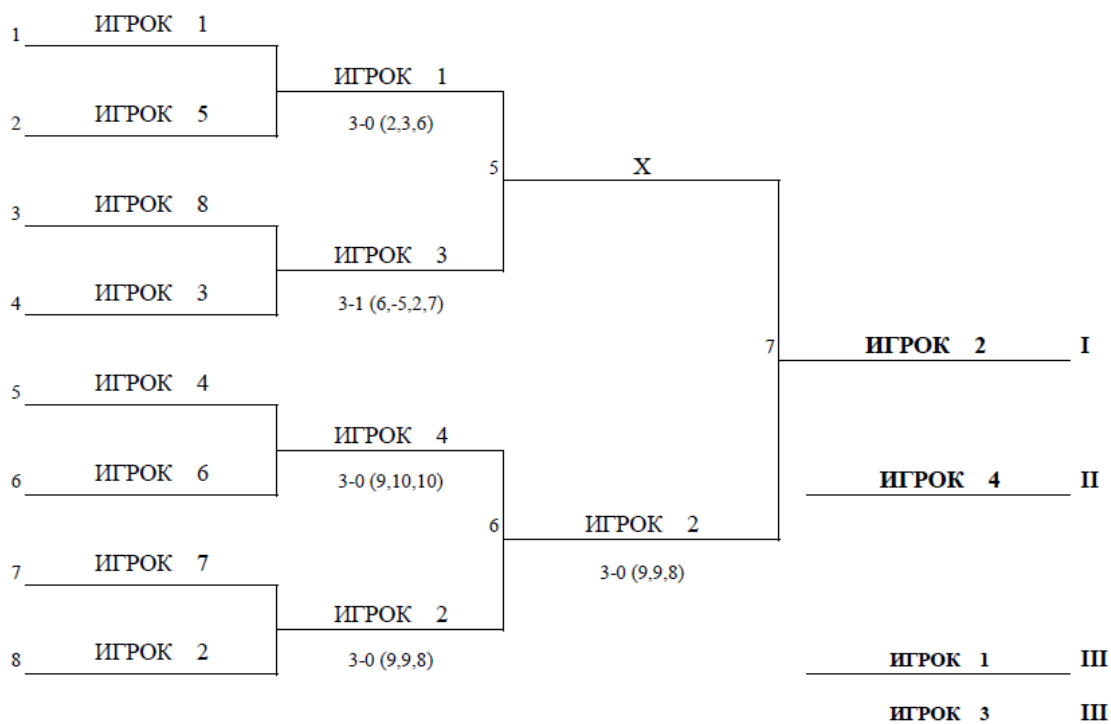 1 ИГРОК 1
ИГРОК 1
2 ИГРОК 5
3-0 (2,3,6)
5 X
3 ИГРОК 8
ИГРОК 3
4 ИГРОК 3
3-1 (6,-5,2,7)
7 ИГРОК 2 I
5 ИГРОК 4
ИГРОК 4
6 ИГРОК 6
3-0 (9,10,10)
ИГРОК 4 II
6 ИГРОК 2
3-0 (9,9,8)
7 ИГРОК 7
ИГРОК 2
8 ИГРОК 2
3-0 (9,9,8)
ИГРОК 1 III
ИГРОК 3 III